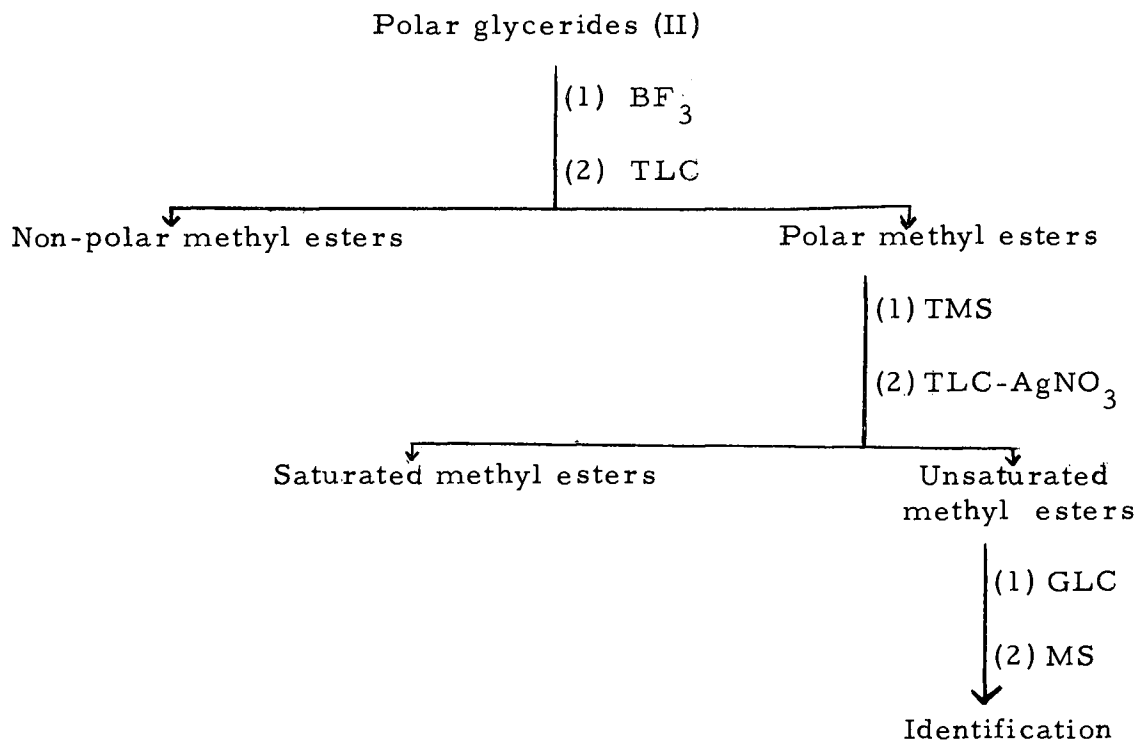 Polar glycerides (II)
(1) BF3
(2) TLC
Non-polar methyl esters
Polar methyl esters
(1) TMS
(2) TLC-AgNO3
Saturated methyl esters
Unsaturated
methyl esters
(1) GLC
(2) MS
Identification